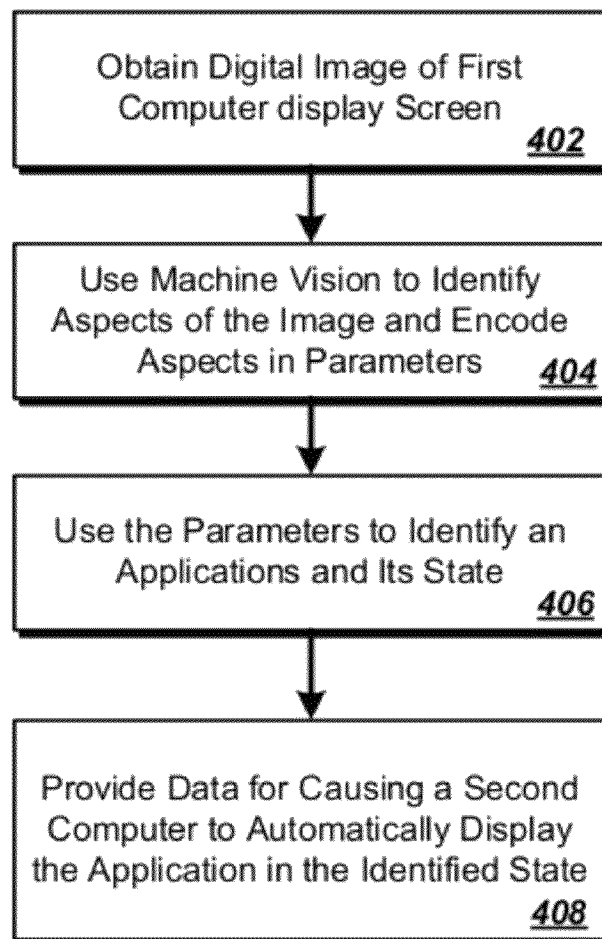 Obtain Digital Image of First
Computer display Screen
402
Use Machine Vision to Identify
Aspects of the Image and Encode
Aspects in Parameters
404
Use the Parameters to Identify an
Applications and Its State
406
Provide Data for Causing a Second
Computer to Automatically Display
the Application in the Identified State
408